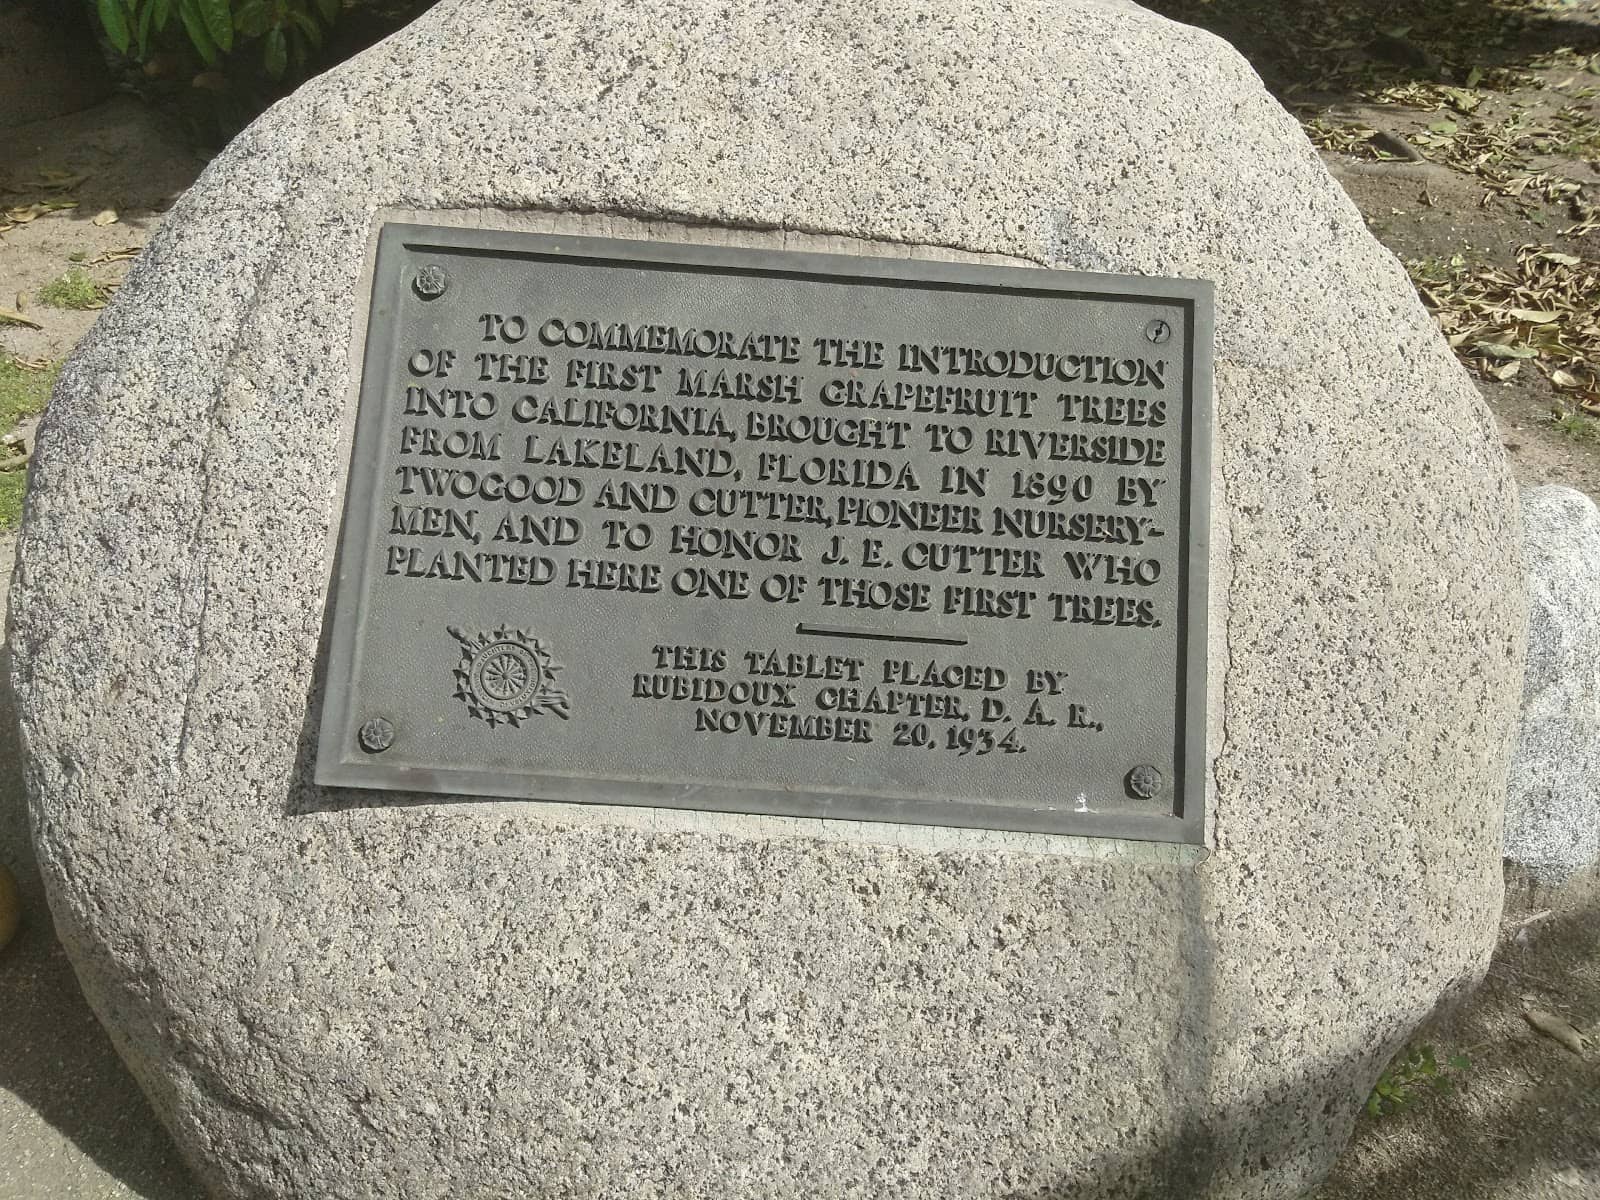 TO COMMEMORATE THE INTRODUCTION
OF THE FIRST MARSH GRAPEFRUIT TREES
INTO CALIFORNIA, BROUGHT TO RIVERSIDE
FROM LAKELAND, FLORIDA IN 1890 BY
TWOGOOD AND CUTTER, PIONEER NURSERY-
MEN, AND TO HONOR J. E. CUTTER WHO
PLANTED HERE ONE OF THOSE FIRST TREES.
THIS TABLET PLACED BY
RUBIDOUX CHAPTER, D. A. R.,
NOVEMBER 20, 1934.